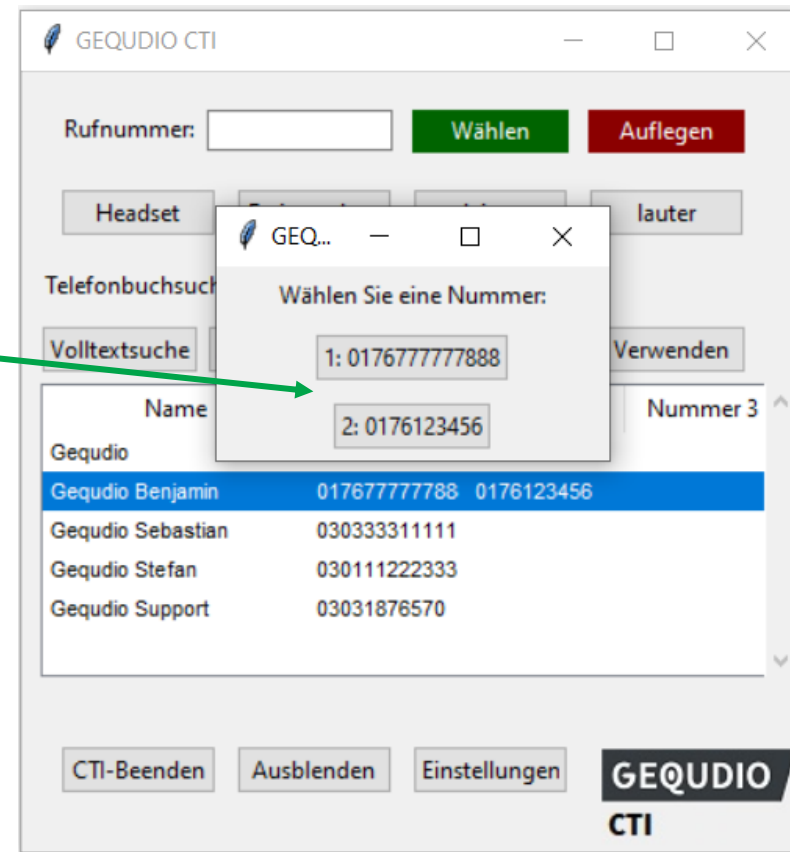 GEQUDIO CTI
Rufnummer:
Wählen
Auflegen
Headset
lauter
GEQ...
Wählen Sie eine Nummer:
1: 0176777777888
2: 0176123456
Telefonbuchsuch
Volltextsuche
Verwenden
Name
Nummer 3
Gequdio
Gequdio Benjamin 017677777788 0176123456
Gequdio Sebastian 030333311111
Gequdio Stefan 030111222333
Gequdio Support 03031876570
CTI-Beenden
Ausblenden
Einstellungen
GEQUDIO
CTI